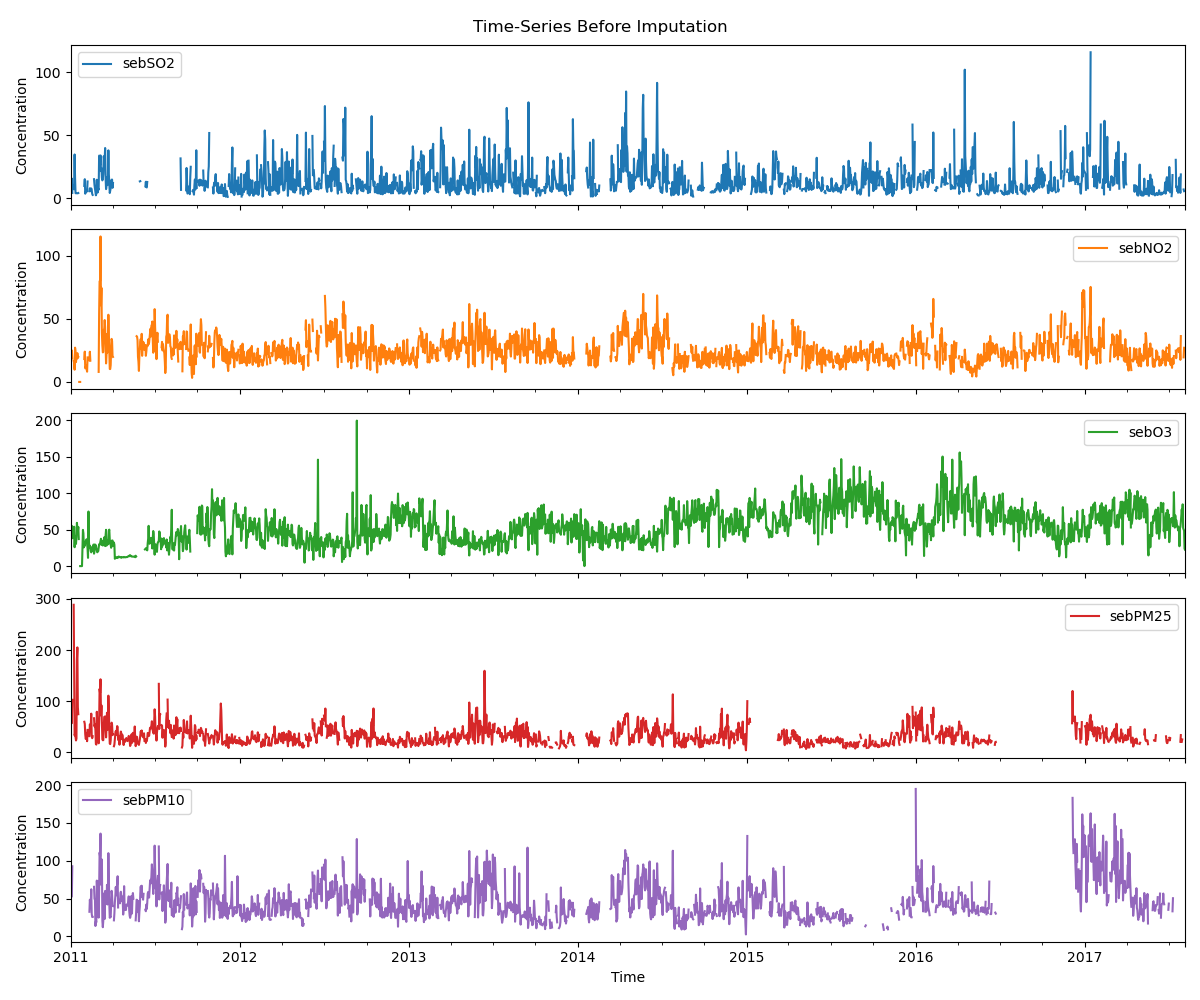 Time-Series Before Imputation
Concentration
100
50
0
sebSO2
Concentration
100
50
0
sebNO2
Concentration
200
150
100
50
0
sebO3
Concentration
300
200
100
0
sebPM25
Concentration
200
150
100
50
0
sebPM10
2011 2012 2013 2014 2015 2016 2017
Time